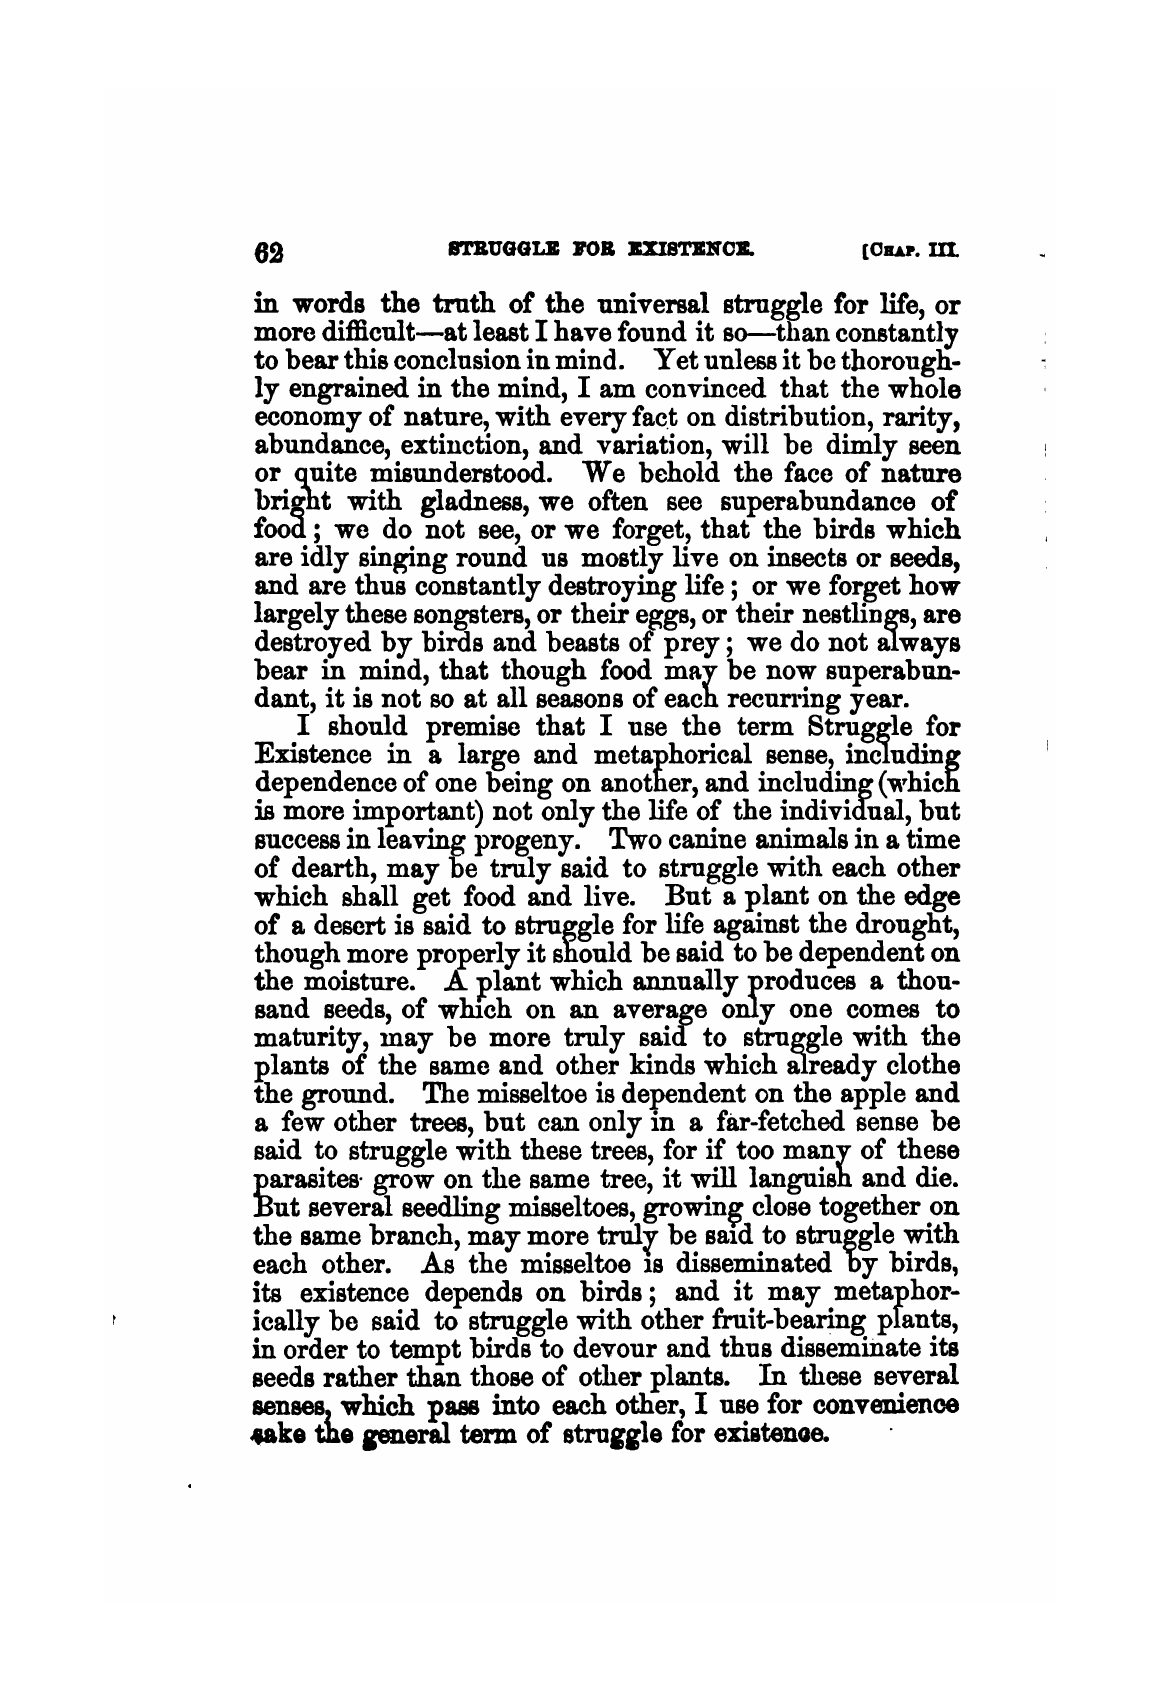 62 STRUGGLE FOR EXISTENCE. [CHAP. III.
in words the truth of the universal struggle for life, or
more difficult—at least I have found it so—than constantly
to bear this conclusion in mind. Yet unless it be thorough-
ly engrained in the mind, I am convinced that the whole
economy of nature, with every fact on distribution, rarity,
abundance, extinction, and variation, will be dimly seen
or quite misunderstood. We behold the face of nature
bright with gladness, we often see superabundance of
food; we do not see, or we forget, that the birds which
are idly singing round us mostly live on insects or seeds,
and are thus constantly destroying life; or we forget how
largely these songsters, or their eggs, or their nestlings, are
destroyed by birds and beasts of prey; we do not always
bear in mind, that though food may be now superabun-
dant, it is not so at all seasons of each recurring year.
I should premise that I use the term Struggle for
Existence in a large and metaphorical sense, including
dependence of one being on another, and including (which
is more important) not only the life of the individual, but
success in leaving progeny. Two canine animals in a time
of dearth, may be truly said to struggle with each other
which shall get food and live. But a plant on the edge
of a desert is said to struggle for life against the drought,
though more properly it should be said to be dependent on
the moisture. A plant which annually produces a thou-
sand seeds, of which on an average only one comes to
maturity, may be more truly said to struggle with the
plants of the same and other kinds which already clothe
the ground. The misseltoe is dependent on the apple and
a few other trees, but can only in a far-fetched sense be
said to struggle with these trees, for if too many of these
parasites grow on the same tree, it will languish and die.
But several seedling misseltoes, growing close together on
the same branch, may more truly be said to struggle with
each other. As the misseltoe is disseminated by birds,
its existence depends on birds; and it may metaphor-
ically be said to struggle with other fruit-bearing plants,
in order to tempt birds to devour and thus disseminate its
seeds rather than those of other plants. In these several
senses, which pass into each other, I use for convenience
sake the general term of struggle for existence.